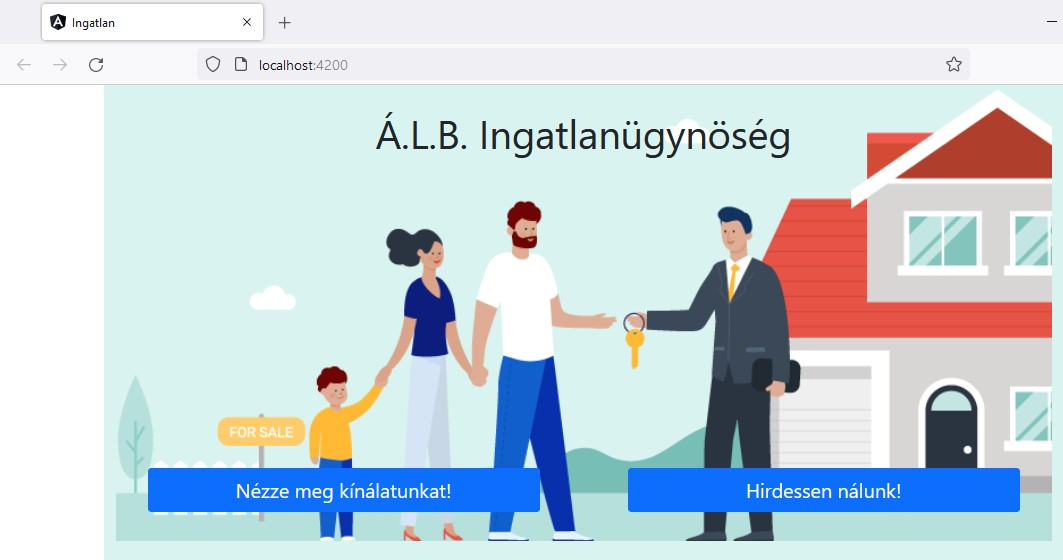 Ingatlan
localhost:4200
Á.L.B. Ingatlanügynöség
FOR SALE
Nézze meg kínálatunkat!
Hirdessen nálunk!